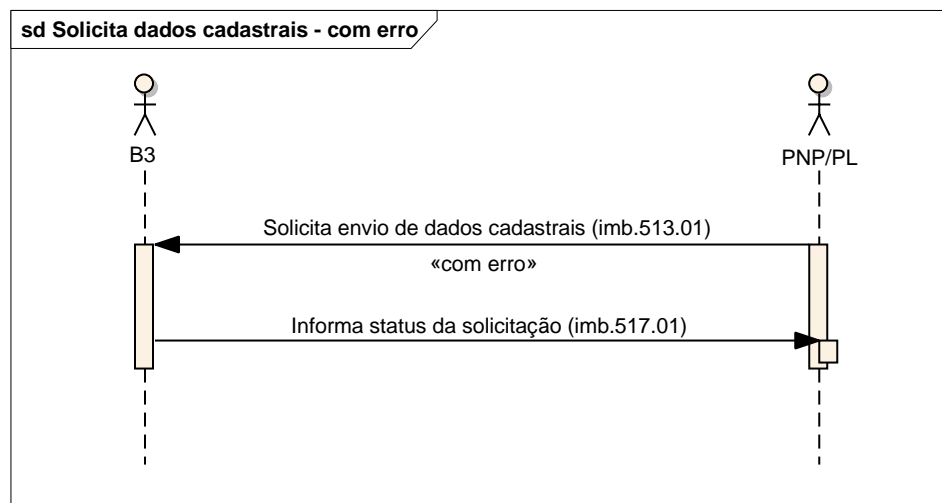 sd Solicita dados cadastrais - com erro
B3
PNP/PL
Solicita envio de dados cadastrais (imb.513.01)
«com erro»
Informa status da solicitação (imb.517.01)